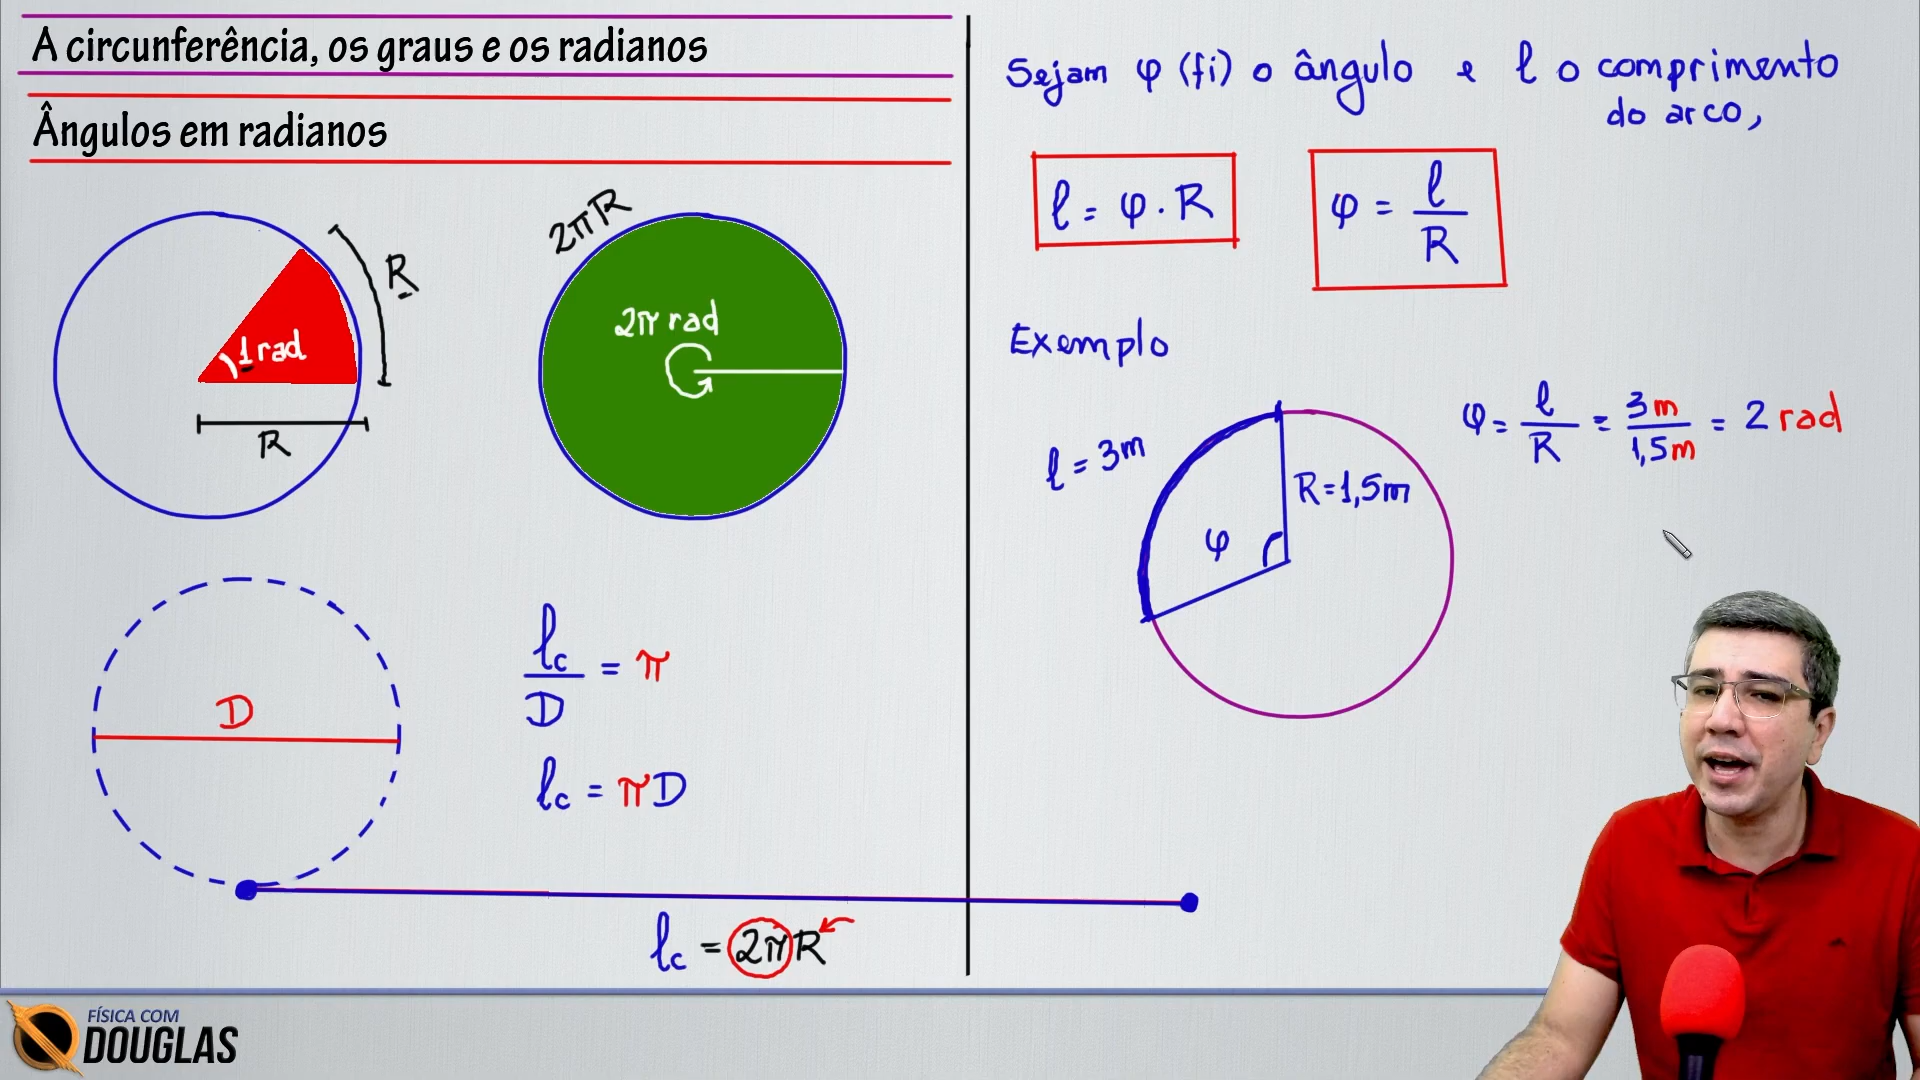 A circunferência, os graus e os radianos
Ângulos em radianos
R
1 rad
R
2πR
2π rad
D
lc/D = π
lc = πD
lc = 2πR
Sejam φ (fi) o ângulo e l o comprimento
do arco,
l = φ . R
φ = l/R
Exemplo
l = 3m
R=1,5m
φ
φ = l/R = 3m/1,5m = 2 rad
FÍSICA COM
DOUGLAS